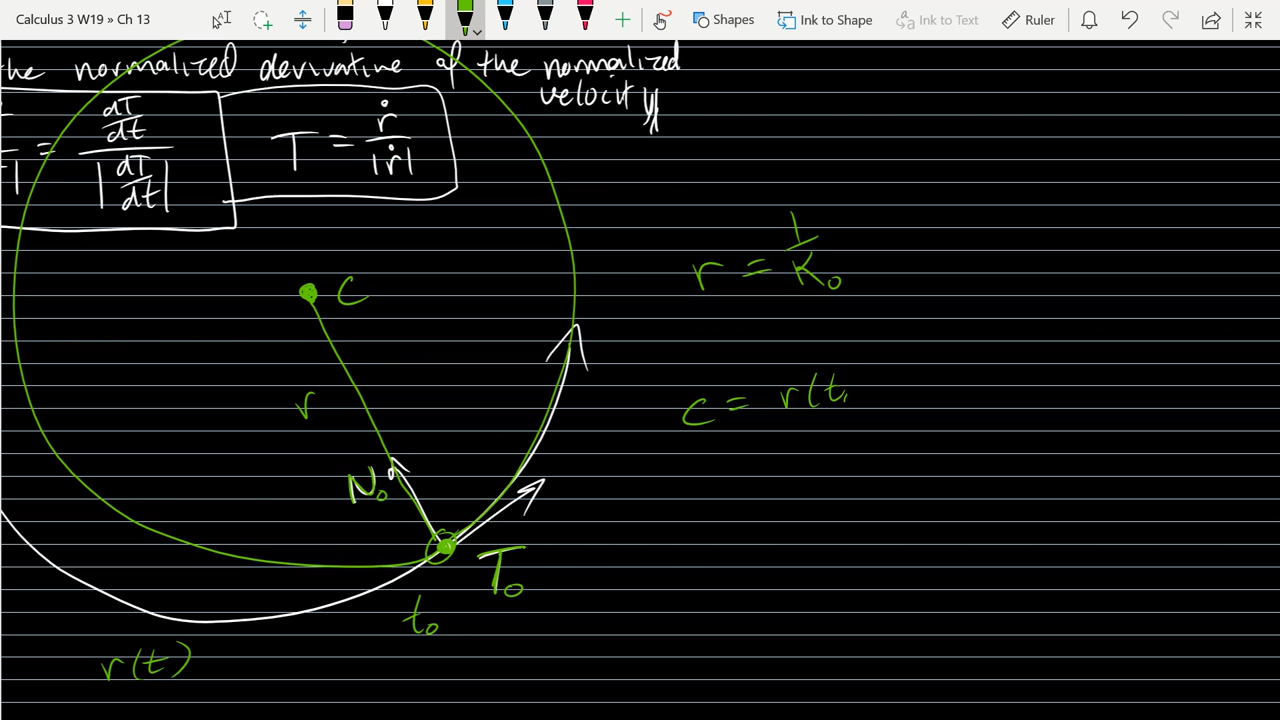 Calculus 3 W19 » Ch 13
Shapes
Ink to Shape
Ink to Text
Ruler
the normalized derivative of the normalized
velocity
= dT/dt / |dT/dt|
T = ṙ / |ṙ|
r = 1/K₀
C
r
C = r(t
N₀
T₀
t₀
r(t)